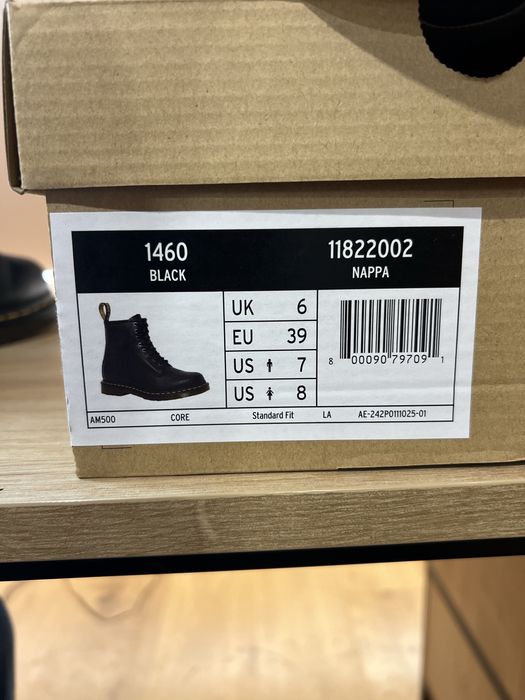 1460
BLACK
11822002
NAPPA
UK 6
EU 39
US 7
US 8
8 00090 79709 1
AM500 CORE Standard Fit LA AE-242P0111025-01